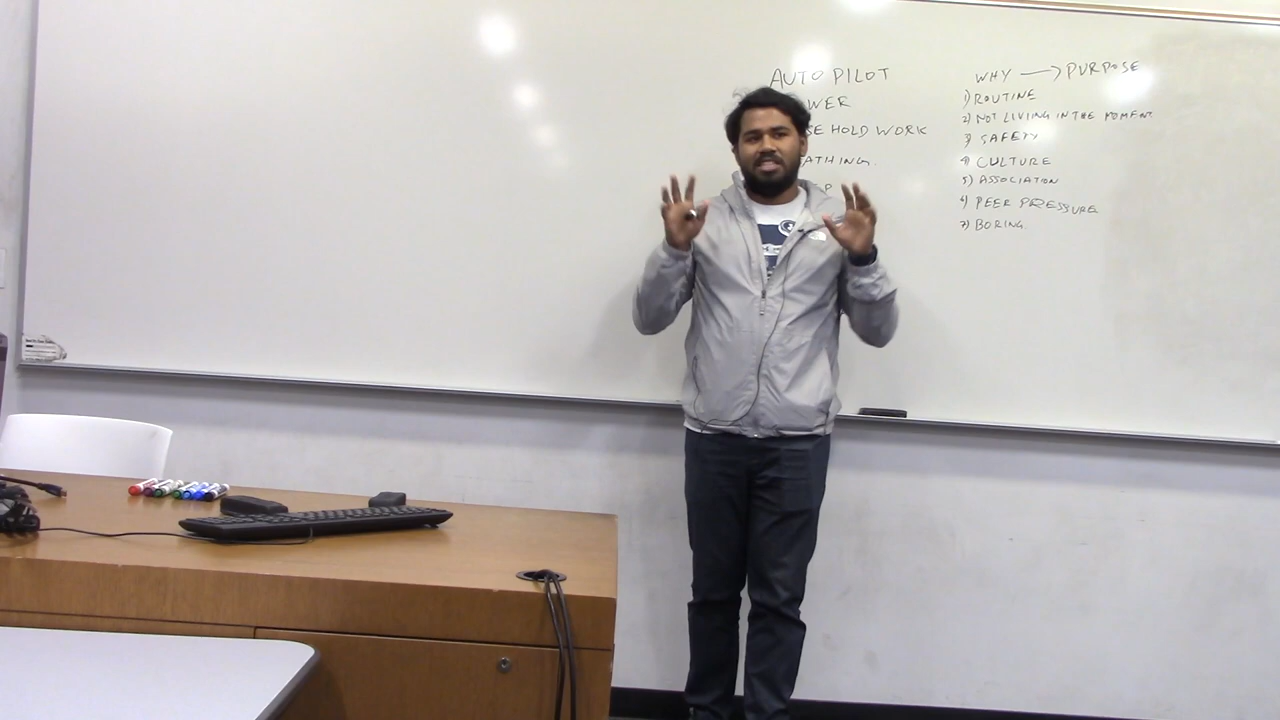 AUTO PILOT
WER
SE HOLD WORK
ATHING.
P
WHY → PURPOSE
1) ROUTINE
2) NOT LIVING IN THE MOMENT
3) SAFETY
4) CULTURE
5) ASSOCIATION
4) PEER PRESSURE
7) BORING.